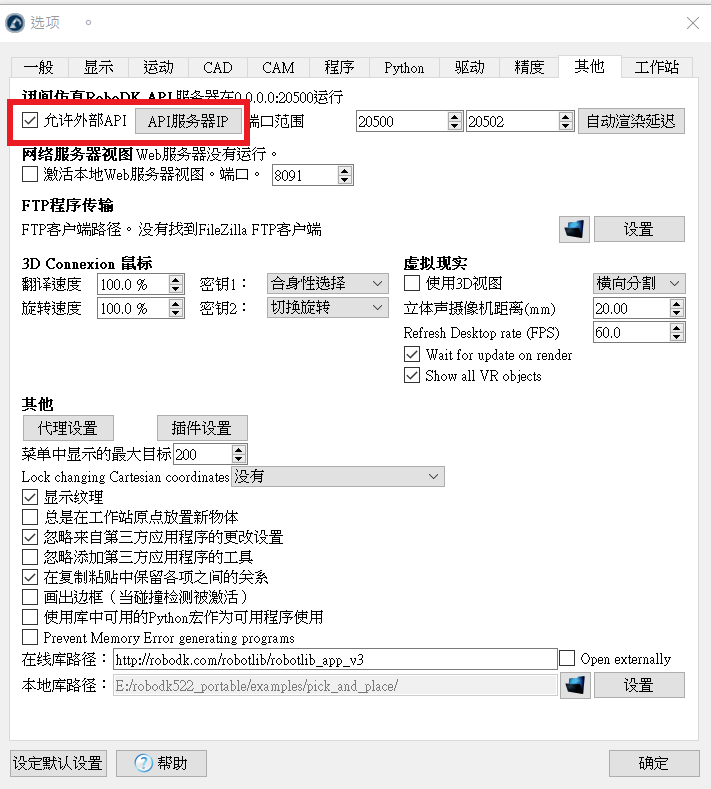 选项
一般 显示 运动 CAD CAM 程序 Python 驱动 精度 其他 工作站
RoboDK API 服务器在0.0.0.0:20500运行
允许外部API API服务器IP 端口范围 20500 20502 自动渲染延迟
网络服务器视图 Web服务器没有运行。
激活本地Web服务器视图。端口。 8091
FTP程序传输
FTP客户端路径。 没有找到FileZilla FTP客户端 设置
3D Connexion 鼠标
翻译速度 100.0 % 密钥1： 合身性选择
旋转速度 100.0 % 密钥2： 切换旋转
虚拟现实
使用3D视图 横向分割
立体声摄像机距离(mm) 20.00
Refresh Desktop rate (FPS) 60.0
Wait for update on render
Show all VR objects
其他
代理设置 插件设置
菜单中显示的最大目标 200
Lock changing Cartesian coordinates 没有
显示纹理
总是在工作站原点放置新物体
忽略来自第三方应用程序的更改设置
忽略添加第三方应用程序的工具
在复制粘贴中保留各项之间的关系
画出边框（当碰撞检测被激活）
使用库中可用的Python宏作为可用程序使用
Prevent Memory Error generating programs
在线库路径： http://robodk.com/robotlib/robotlib_app_v3 Open externally
本地库路径： E:/robodk522_portable/examples/pick_and_place/ 设置
设定默认设置 帮助 确定